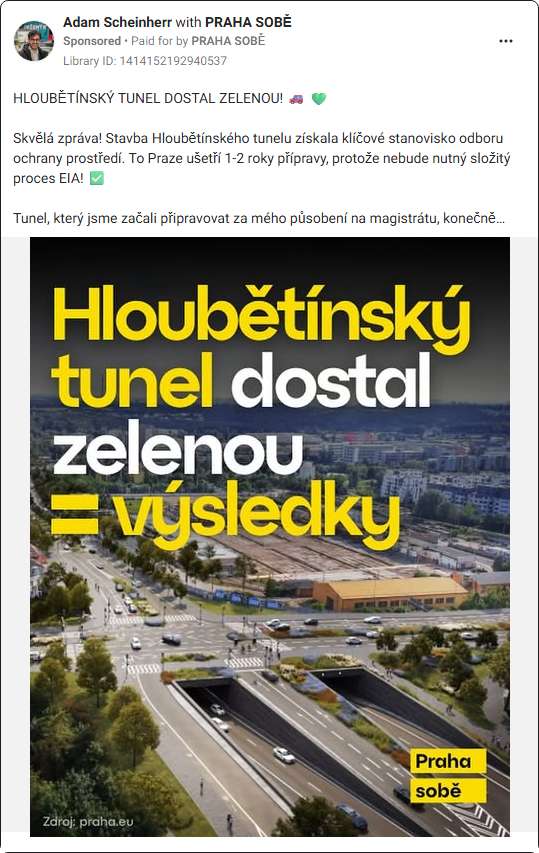 Adam Scheinherr with PRAHA SOBĚ
Sponsored • Paid for by PRAHA SOBĚ
Library ID: 1414152192940537
HLOUBĚTÍNSKÝ TUNEL DOSTAL ZELENOU! 🚗 💚
Skvělá zpráva! Stavba Hloubětínského tunelu získala klíčové stanovisko odboru
ochrany prostředí. To Praze ušetří 1-2 roky přípravy, protože nebude nutný složitý
proces EIA! ✅
Tunel, který jsme začali připravovat za mého působení na magistrátu, konečně...
Hloubětínský
tunel dostal
zelenou
= výsledky
Praha
sobě
Zdroj: praha.eu